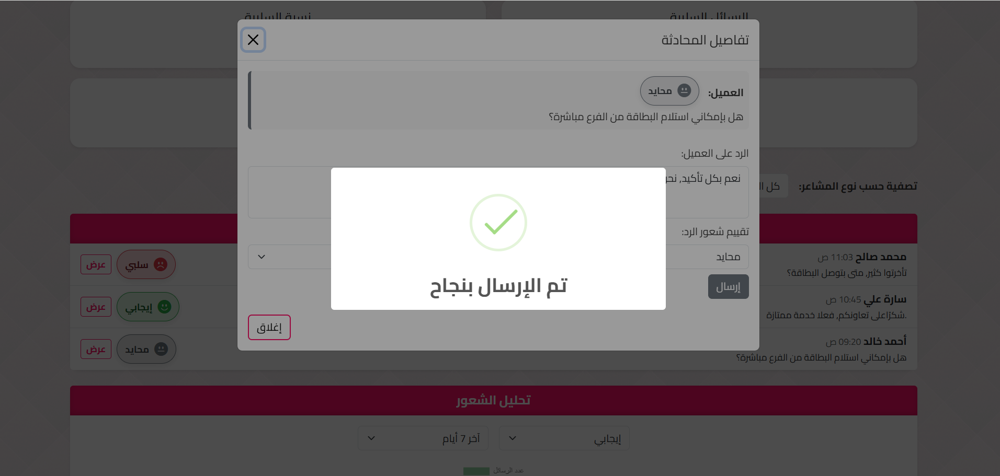 الرسائل السلبية
نسبة السلبية
تفاصيل المحادثة
العميل: محايد
هل بإمكاني استلام البطاقة من الفرع مباشرة؟
الرد على العميل:
نعم بكل تأكيد, نحن
تقييم شعور الرد:
محايد
إرسال
إغلاق
تم الإرسال بنجاح
تصفية حسب نوع المشاعر: كل
محمد صالح 11:03 ص
تأخرتوا كثير, متى بتوصل البطاقة؟
سلبي عرض
سارة علي 10:45 ص
شكرًاعلى تعاونكم, فعلا خدمة ممتازة.
إيجابي عرض
أحمد خالد 09:20 ص
هل بإمكاني استلام البطاقة من الفرع مباشرة؟
محايد عرض
تحليل الشعور
إيجابي
آخر 7 أيام
عدد الرسائل